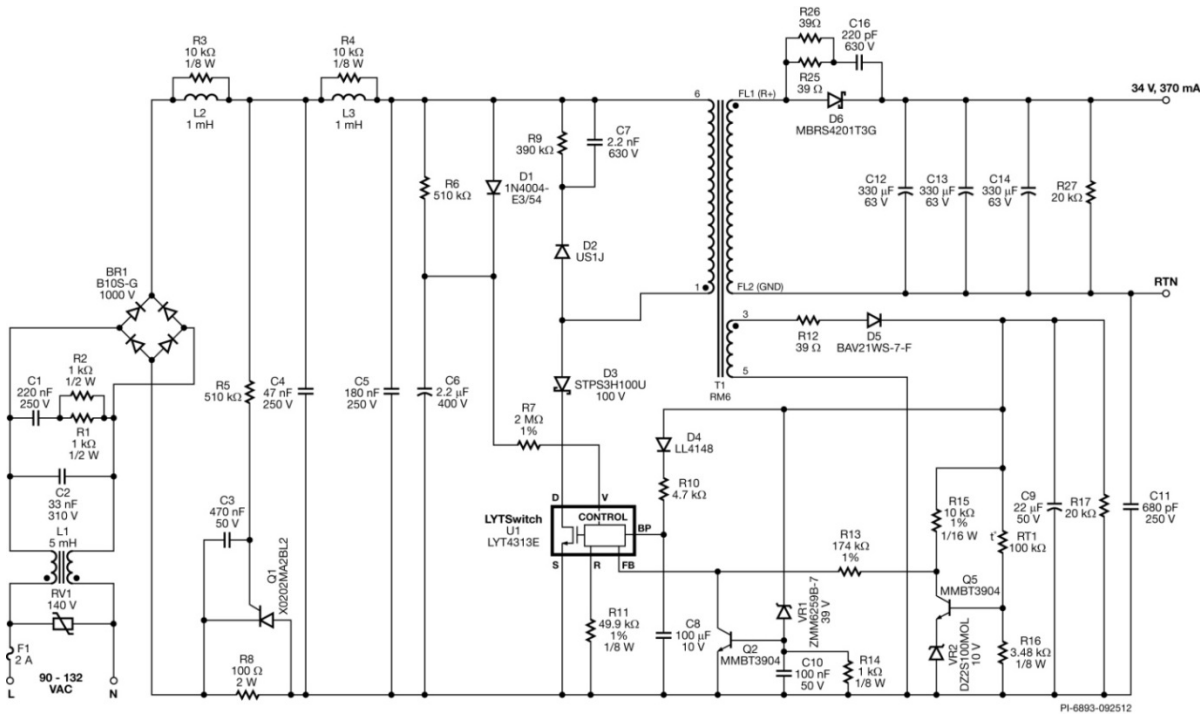 R3
10 kΩ
1/8 W
L2
1 mH
R4
10 kΩ
1/8 W
L3
1 mH
R26
39Ω
C16
220 pF
630 V
R25
39 Ω
D6
MBRS4201T3G
34 V, 370 mA
6
FL1 (R+)
R9
390 kΩ
C7
2.2 nF
630 V
R6
510 kΩ
D1
1N4004-
E3/54
C12
330 µF
63 V
C13
330 µF
63 V
C14
330 µF
63 V
R27
20 kΩ
D2
US1J
BR1
B10S-G
1000 V
1
FL2 (GND)
RTN
3
R12
39 Ω
D5
BAV21WS-7-F
5
T1
RM6
R2
1 kΩ
1/2 W
C1
220 nF
250 V
R1
1 kΩ
1/2 W
R5
510 kΩ
C4
47 nF
250 V
C5
180 nF
250 V
C6
2.2 µF
400 V
D3
STPS3H100U
100 V
R7
2 MΩ
1%
D4
LL4148
R10
4.7 kΩ
C2
33 nF
310 V
C3
470 nF
50 V
L1
5 mH
RV1
140 V
F1
2 A
L
90 - 132
VAC
N
Q1
X0202MA2BL2
R8
100 Ω
2 W
D
V
LYTSwitch
U1
LYT4313E
CONTROL
BP
S
R
FB
R11
49.9 kΩ
1%
1/8 W
C8
100 µF
10 V
Q2
MMBT3904
VR1
ZMM6259B-7
39 V
C10
100 nF
50 V
R14
1 kΩ
1/8 W
R13
174 kΩ
1%
R15
10 kΩ
1%
1/16 W
t°
RT1
100 kΩ
C9
22 µF
50 V
R17
20 kΩ
C11
680 pF
250 V
Q5
MMBT3904
VR2
DZ2S100MOL
10 V
R16
3.48 kΩ
1/8 W
PI-6893-092512